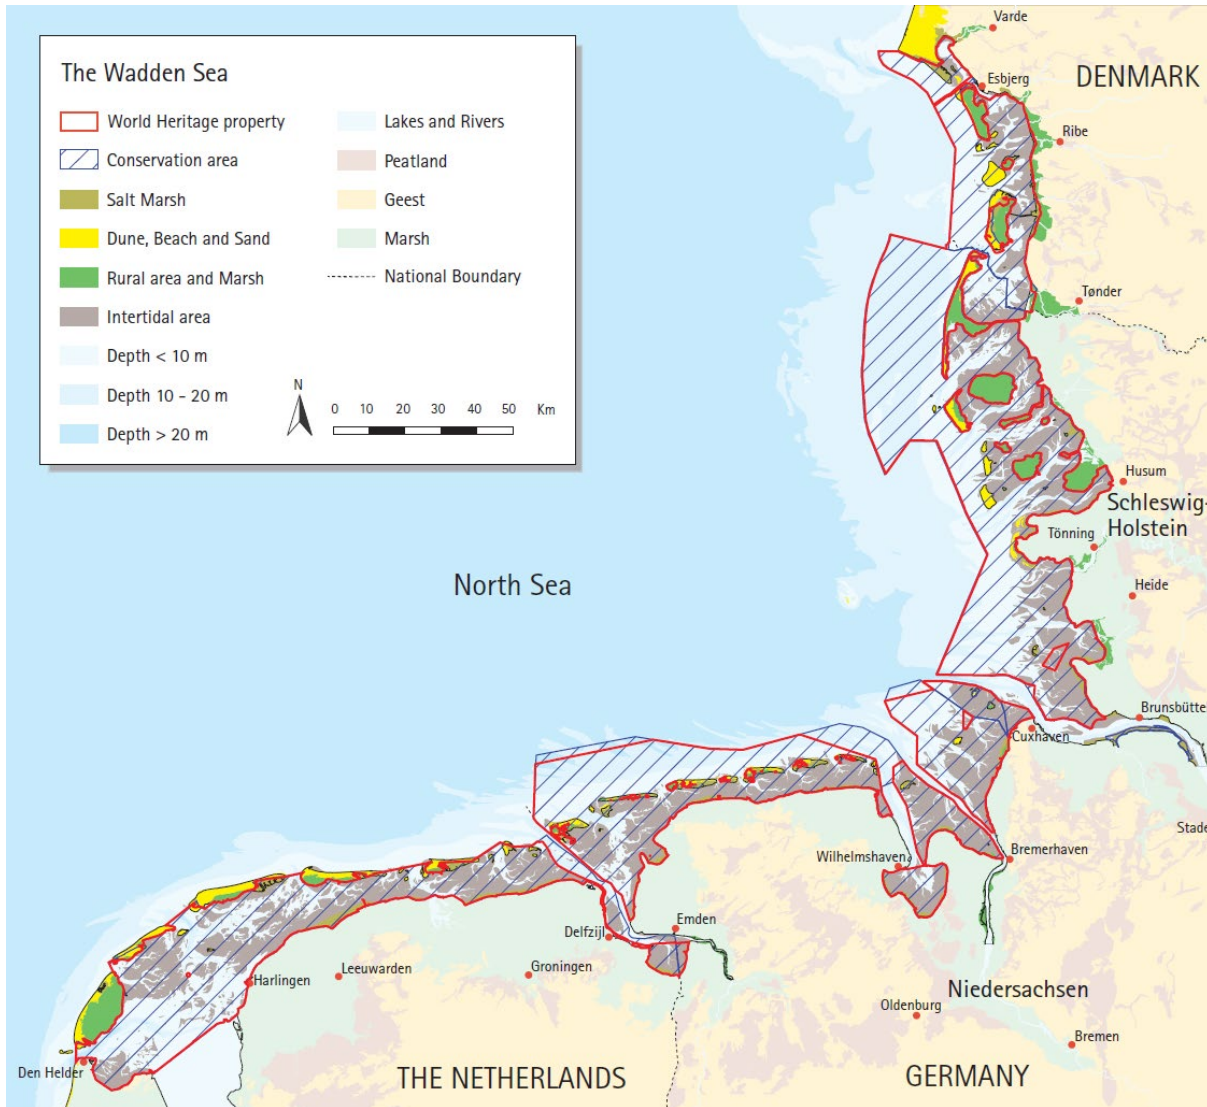 The Wadden Sea
World Heritage property
Conservation area
Salt Marsh
Dune, Beach and Sand
Rural area and Marsh
Intertidal area
Depth < 10 m
Depth 10 - 20 m
Depth > 20 m
Lakes and Rivers
Peatland
Geest
Marsh
National Boundary
N
0 10 20 30 40 50 Km
Varde
DENMARK
Esbjerg
Ribe
Tønder
Husum
Schleswig-
Holstein
Tönning
North Sea
Heide
Brunsbütte
Cuxhaven
Stade
Wilhelmshaven
Bremerhaven
Emden
Delfzijl
Groningen
Leeuwarden
Harlingen
Niedersachsen
Oldenburg
Bremen
Den Helder
THE NETHERLANDS
GERMANY